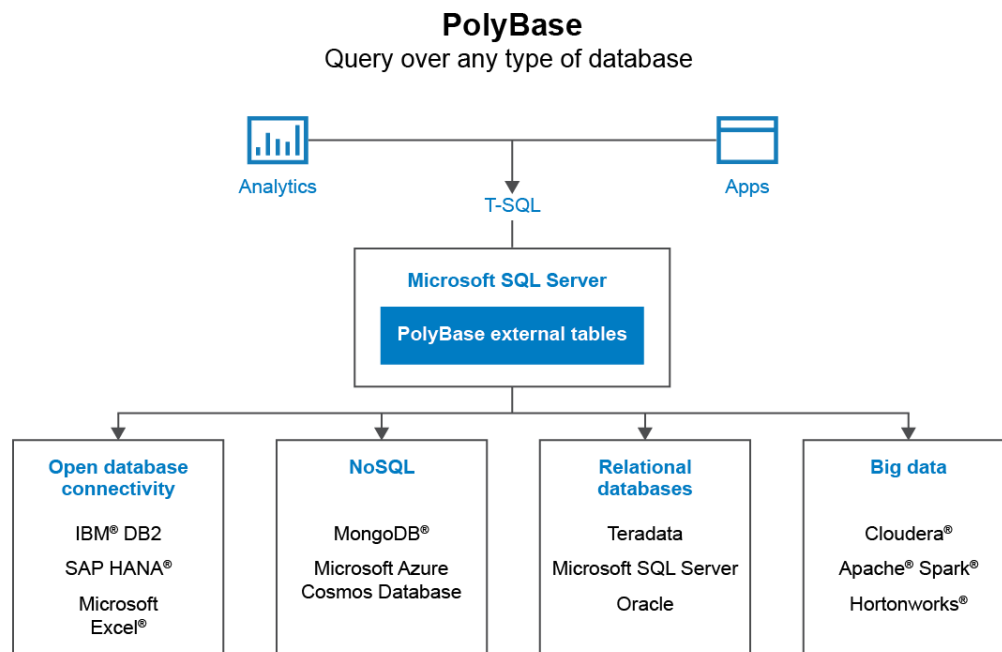 PolyBase
Query over any type of database
Analytics
Apps
T-SQL
Microsoft SQL Server
PolyBase external tables
Open database
connectivity
IBM® DB2
SAP HANA®
Microsoft
Excel®
NoSQL
MongoDB®
Microsoft Azure
Cosmos Database
Relational
databases
Teradata
Microsoft SQL Server
Oracle
Big data
Cloudera®
Apache® Spark®
Hortonworks®